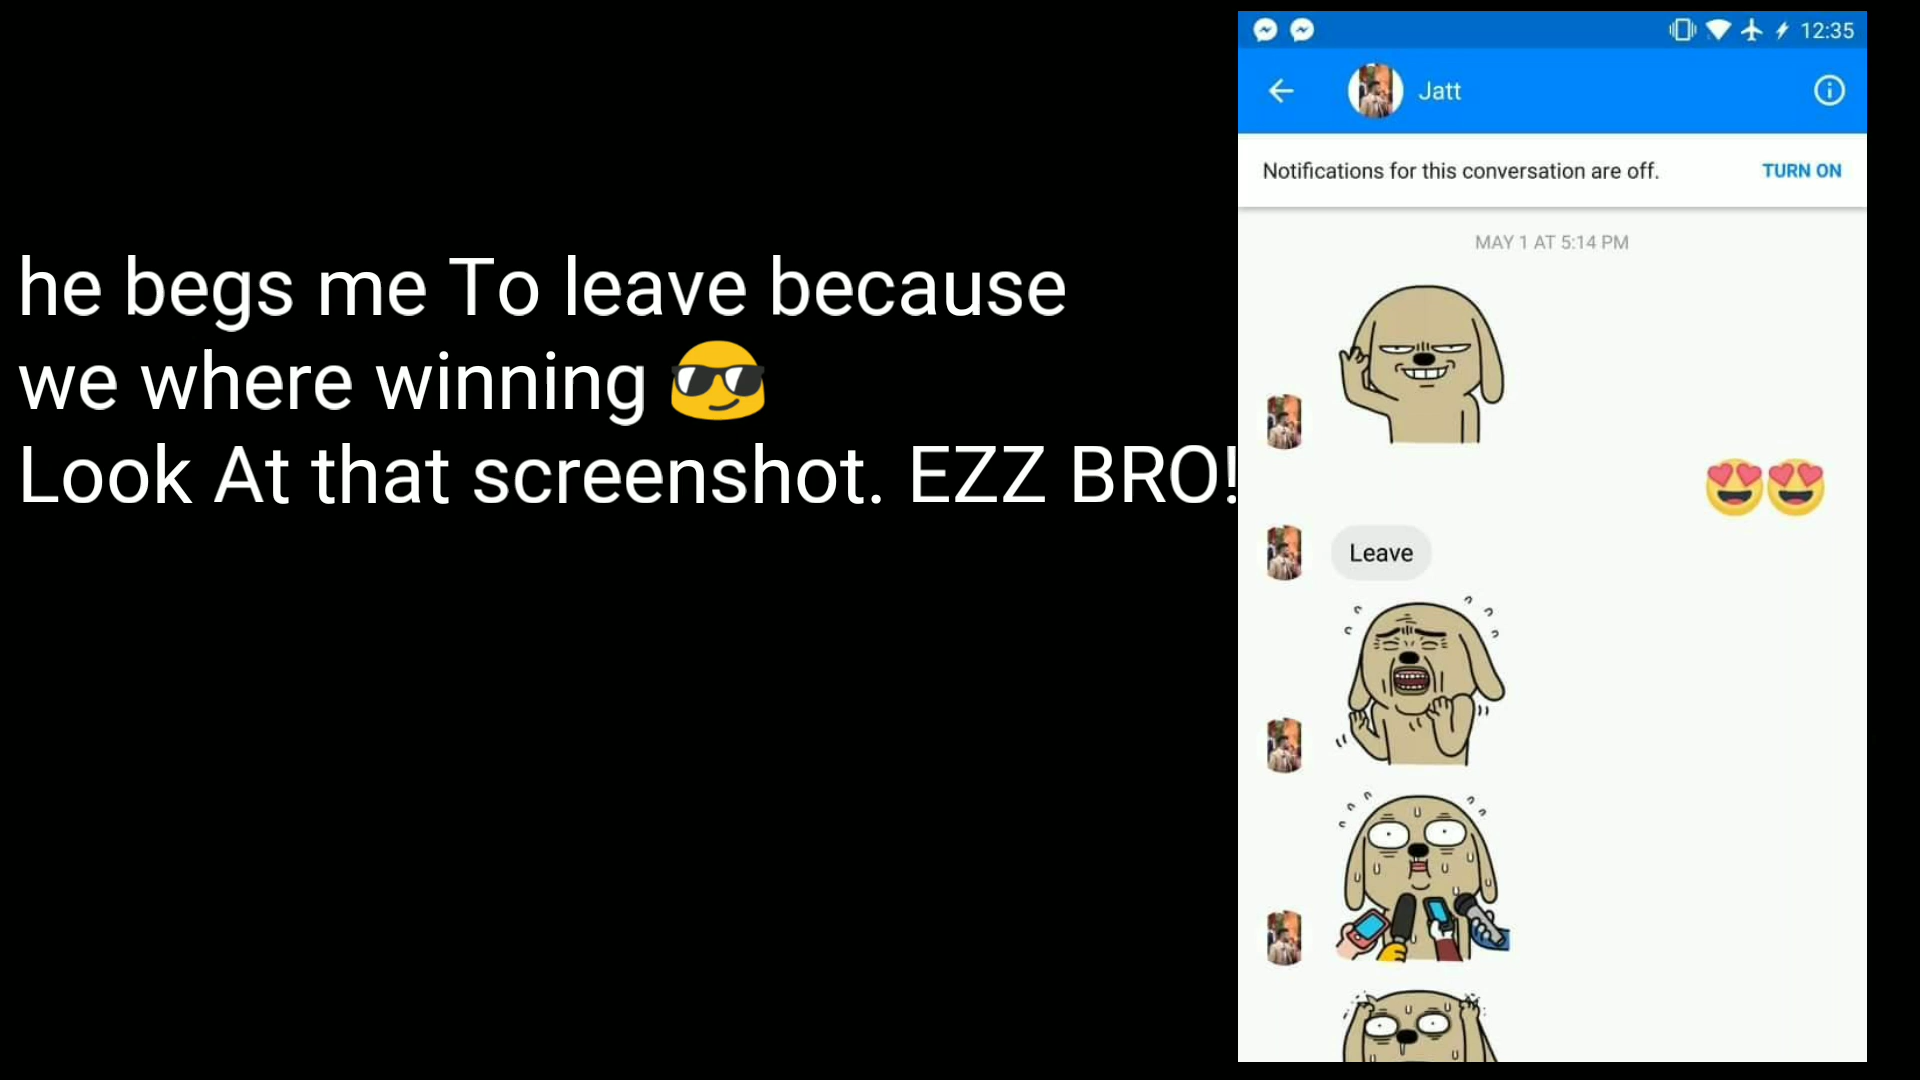 he begs me To leave because
we where winning 😎
Look At that screenshot. EZZ BRO!
12:35
Jatt
Notifications for this conversation are off. TURN ON
MAY 1 AT 5:14 PM
😍😍
Leave